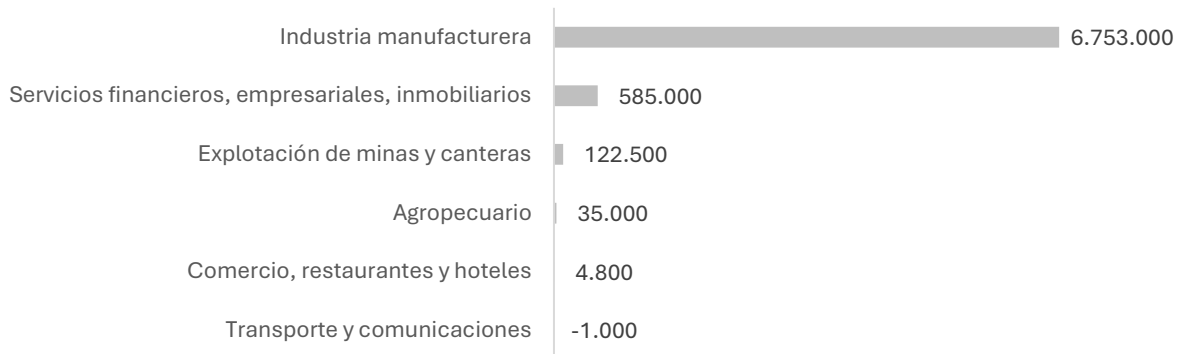 Industria manufacturera 6.753.000
Servicios financieros, empresariales, inmobiliarios 585.000
Explotación de minas y canteras 122.500
Agropecuario 35.000
Comercio, restaurantes y hoteles 4.800
Transporte y comunicaciones -1.000